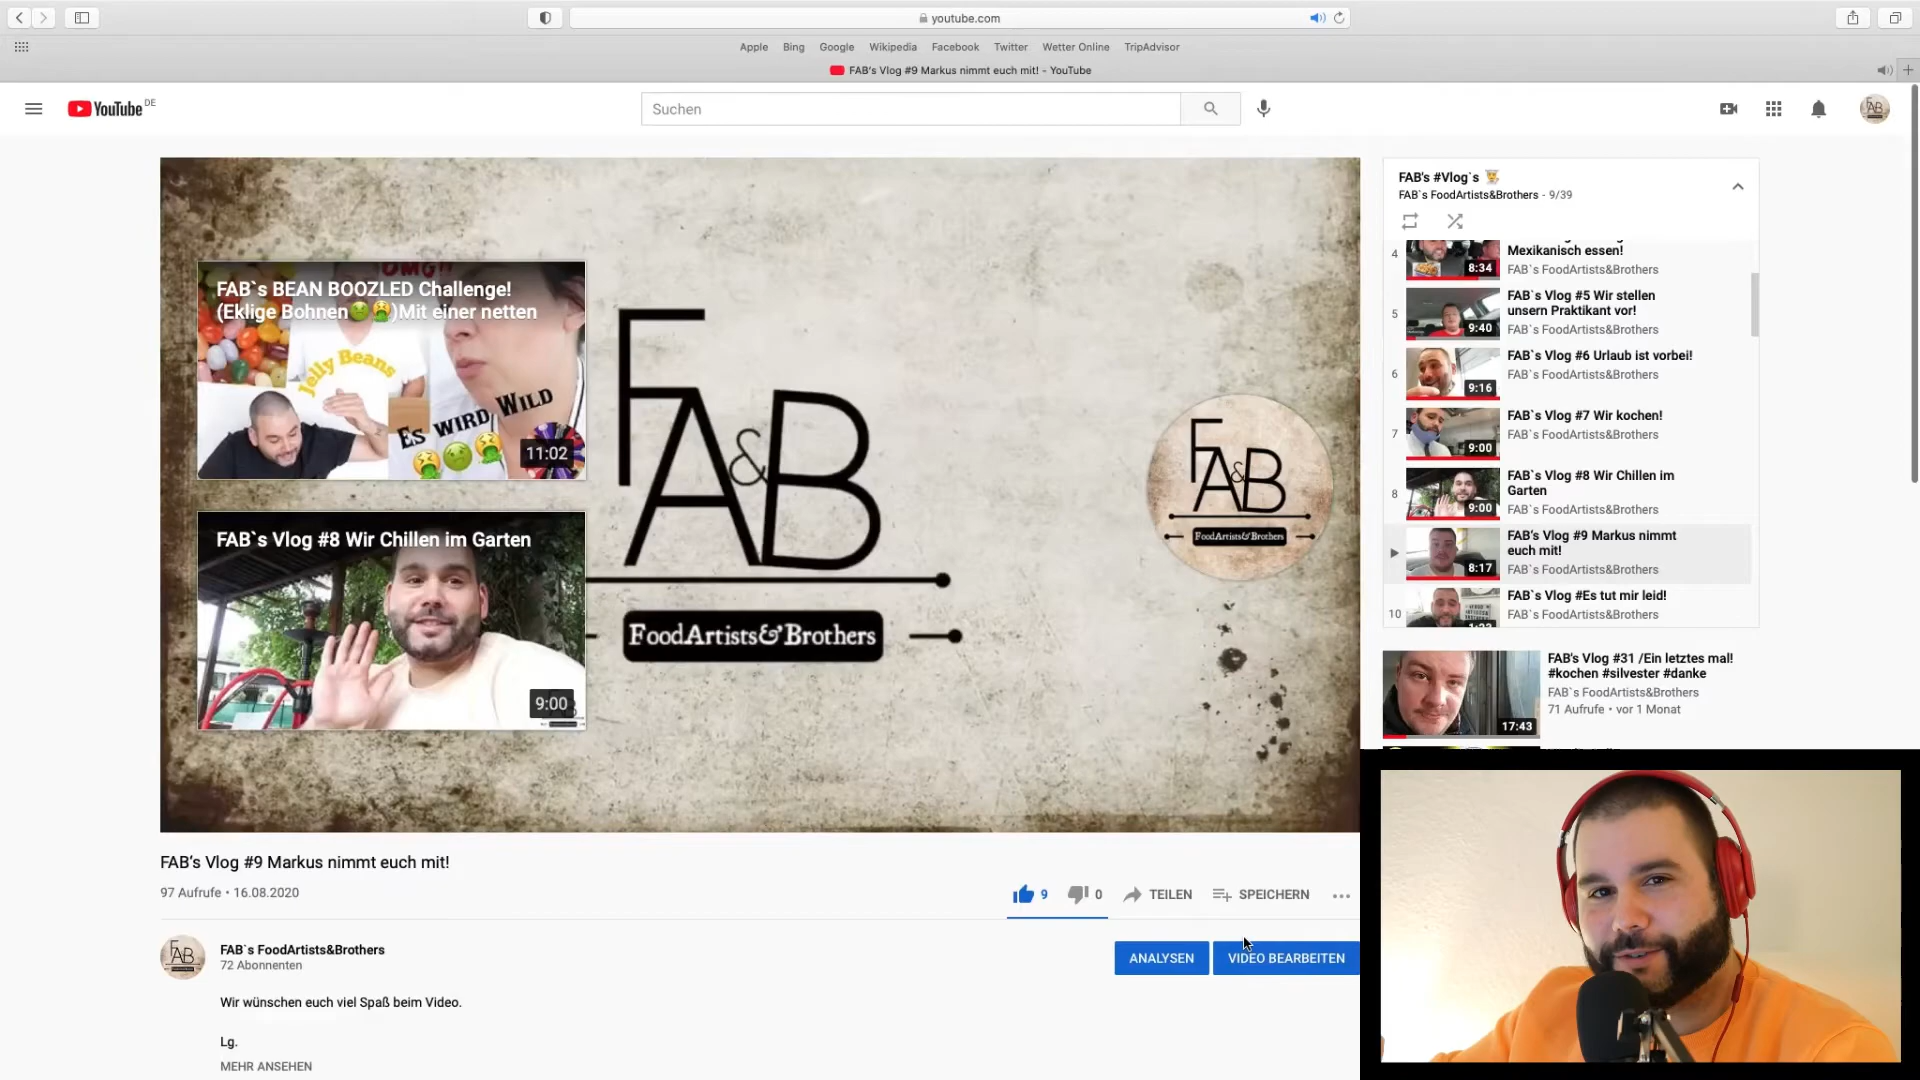 youtube.com
Apple Bing Google Wikipedia Facebook Twitter Wetter Online TripAdvisor
FAB's Vlog #9 Markus nimmt euch mit! - YouTube
YouTube DE
Suchen
FAB
FAB`s BEAN BOOZLED Challenge!
(Eklige Bohnen🤢🤮)Mit einer netten
OMG!!
Jelly Beans
ES WIRD WILD
11:02
FAB`s Vlog #8 Wir Chillen im Garten
9:00
FA&B
FoodArtists&Brothers
FA&B
FoodArtists&Brothers
FAB's #Vlog`s
FAB`s FoodArtists&Brothers - 9/39
4
8:34
Mexikanisch essen!
FAB`s FoodArtists&Brothers
5
9:40
FAB`s Vlog #5 Wir stellen
unsern Praktikant vor!
FAB`s FoodArtists&Brothers
6
9:16
FAB`s Vlog #6 Urlaub ist vorbei!
FAB`s FoodArtists&Brothers
7
9:00
FAB`s Vlog #7 Wir kochen!
FAB`s FoodArtists&Brothers
8
9:00
FAB`s Vlog #8 Wir Chillen im
Garten
FAB`s FoodArtists&Brothers
8:17
FAB's Vlog #9 Markus nimmt
euch mit!
FAB`s FoodArtists&Brothers
10
FAB`s Vlog #Es tut mir leid!
FAB`s FoodArtists&Brothers
17:43
FAB's Vlog #31 /Ein letztes mal!
#kochen #silvester #danke
FAB`s FoodArtists&Brothers
71 Aufrufe • vor 1 Monat
FAB's Vlog #9 Markus nimmt euch mit!
97 Aufrufe • 16.08.2020
9 0 TEILEN SPEICHERN
FAB
FAB`s FoodArtists&Brothers
72 Abonnenten
ANALYSEN VIDEO BEARBEITEN
Wir wünschen euch viel Spaß beim Video.
Lg.
MEHR ANSEHEN